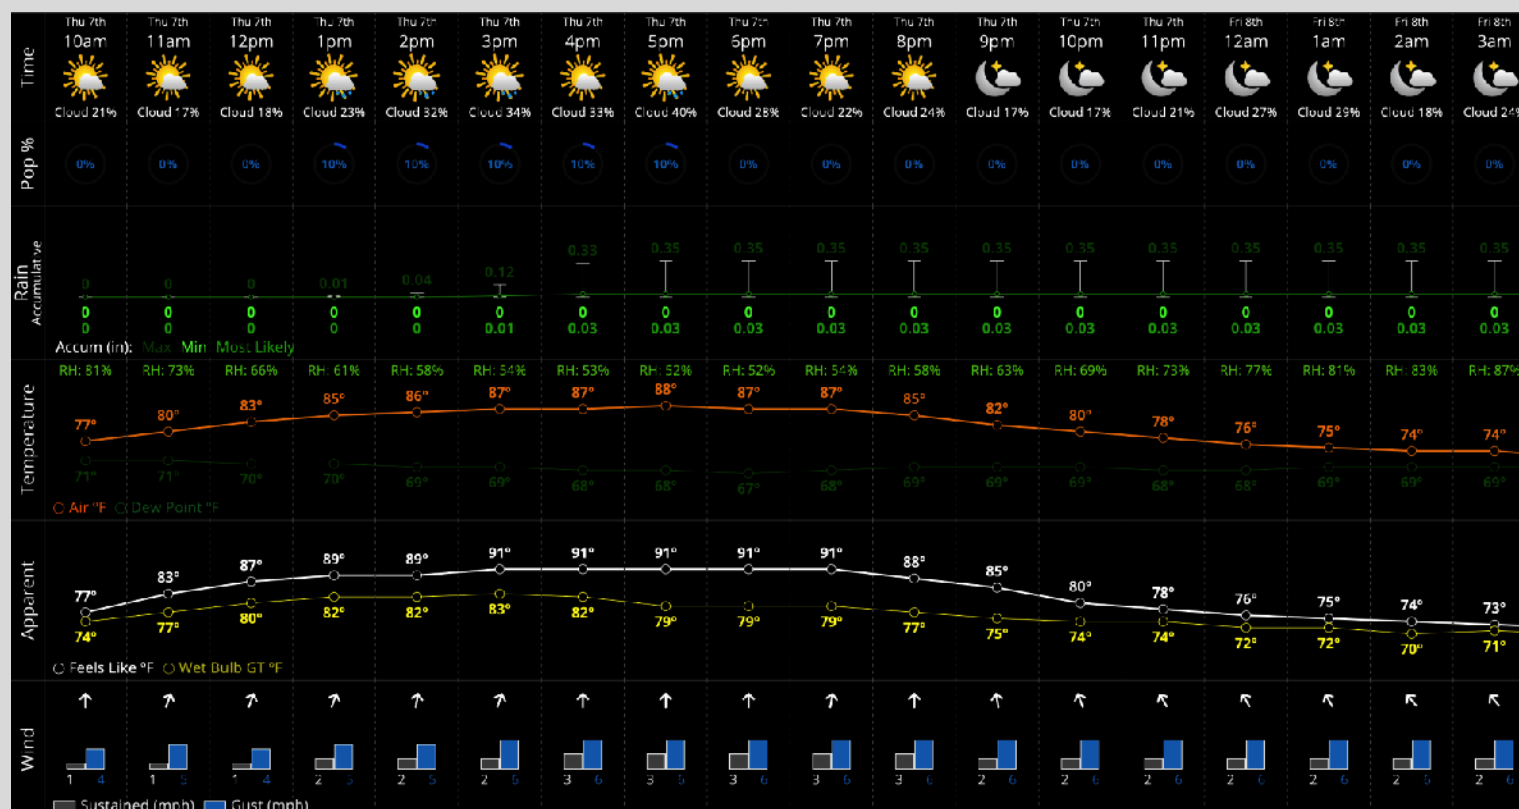 Thu 7th Thu 7th Thu 7th Thu 7th Thu 7th Thu 7th Thu 7th Thu 7th Thu 7th Thu 7th Thu 7th Thu 7th Thu 7th Thu 7th Fri 8th Fri 8th Fri 8th Fri 8th
Time 10am 11am 12pm 1pm 2pm 3pm 4pm 5pm 6pm 7pm 8pm 9pm 10pm 11pm 12am 1am 2am 3am
Cloud 21% Cloud 17% Cloud 18% Cloud 23% Cloud 32% Cloud 34% Cloud 33% Cloud 40% Cloud 28% Cloud 22% Cloud 24% Cloud 17% Cloud 17% Cloud 21% Cloud 27% Cloud 29% Cloud 18% Cloud 24%
Pop % 0% 0% 0% 10% 10% 10% 10% 10% 0% 0% 0% 0% 0% 0% 0% 0% 0% 0%
Rain Accumulative
0 0 0 0.01 0.04 0.12 0.33 0.35 0.35 0.35 0.35 0.35 0.35 0.35 0.35 0.35 0.35 0.35
0 0 0 0 0 0 0 0 0 0 0 0 0 0 0 0 0 0
0 0 0 0 0 0.01 0.03 0.03 0.03 0.03 0.03 0.03 0.03 0.03 0.03 0.03 0.03 0.03
Accum (in): Max Min Most Likely
RH: 81% RH: 73% RH: 66% RH: 61% RH: 58% RH: 54% RH: 53% RH: 52% RH: 52% RH: 54% RH: 58% RH: 63% RH: 69% RH: 73% RH: 77% RH: 81% RH: 83% RH: 87%
Temperature
77° 80° 83° 85° 86° 87° 87° 88° 87° 87° 85° 82° 80° 78° 76° 75° 74° 74°
71° 71° 70° 70° 69° 69° 68° 68° 67° 68° 69° 69° 69° 68° 68° 69° 69° 69°
Air °F Dew Point °F
Apparent
77° 83° 87° 89° 89° 91° 91° 91° 91° 91° 88° 85° 80° 78° 76° 75° 74° 73°
74° 77° 80° 82° 82° 83° 82° 79° 79° 79° 77° 75° 74° 74° 72° 72° 70° 71°
Feels Like °F Wet Bulb GT °F
Wind
1 4 1 5 1 4 2 5 2 5 2 6 3 6 3 6 3 6 3 6 3 6 2 6 2 6 2 6 2 6 2 6 2 6 2 6
Sustained (mph) Gust (mph)